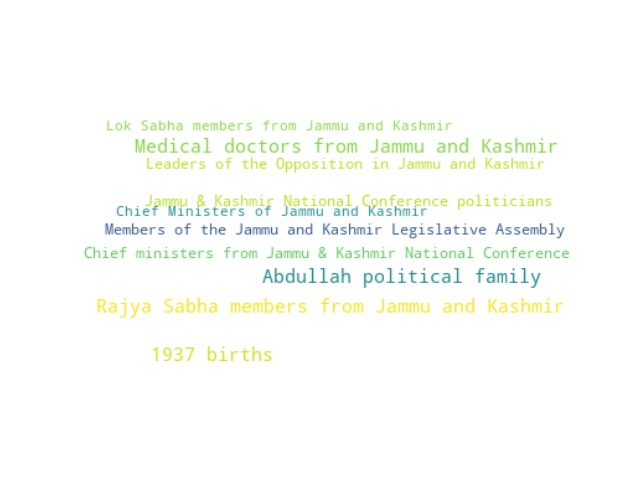 Lok Sabha members from Jammu and Kashmir
Medical doctors from Jammu and Kashmir
Leaders of the Opposition in Jammu and Kashmir
Jammu & Kashmir National Conference politicians
Chief Ministers of Jammu and Kashmir
Members of the Jammu and Kashmir Legislative Assembly
Chief ministers from Jammu & Kashmir National Conference
Abdullah political family
Rajya Sabha members from Jammu and Kashmir
1937 births